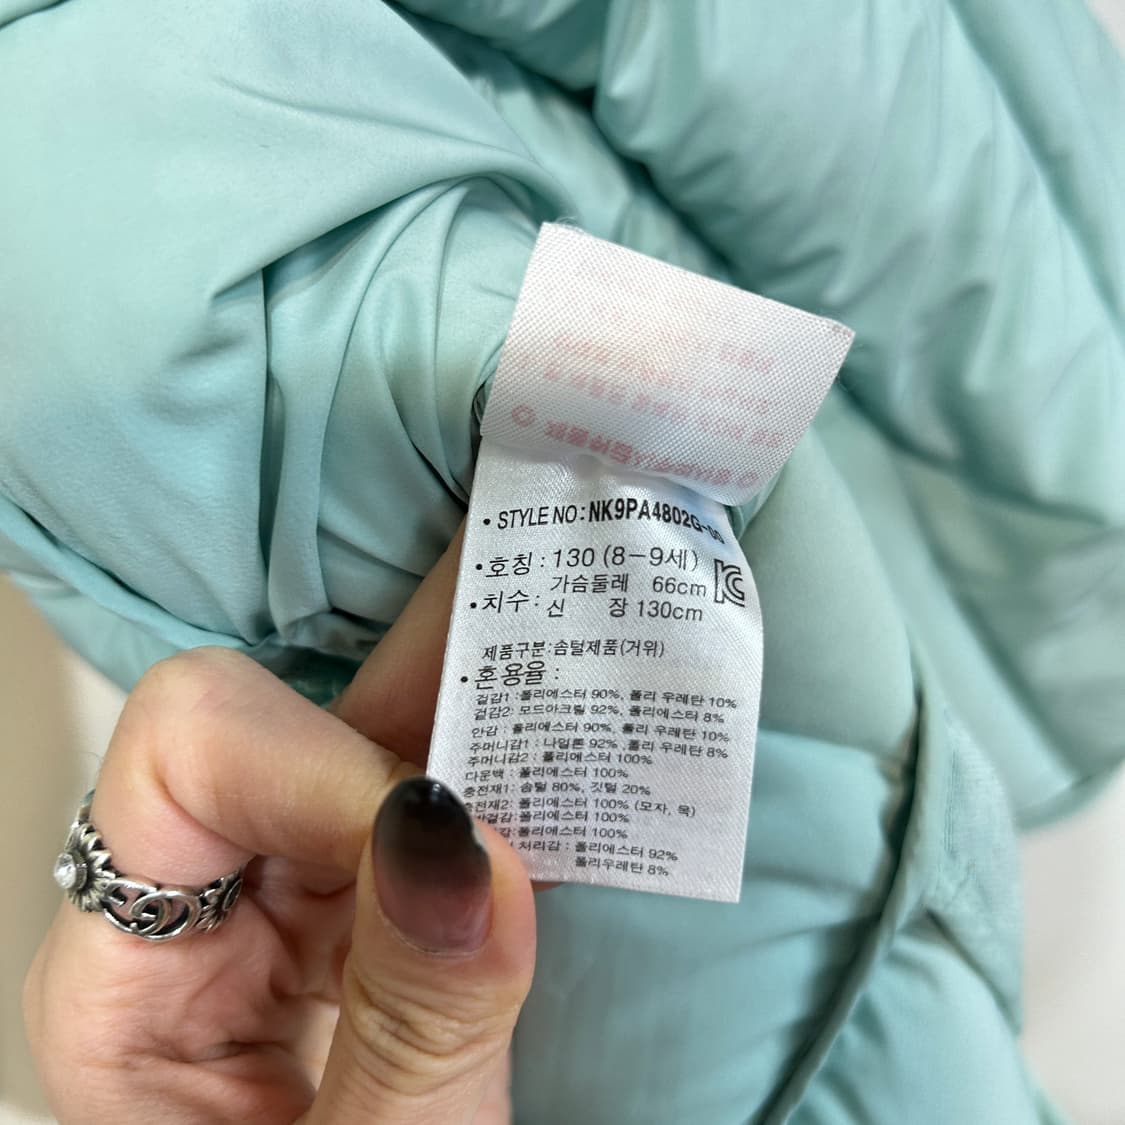 • STYLE NO : NK9PA4802G-00
• 호칭 : 130 (8-9세)
가슴둘레 66cm
• 치수 : 신 장 130cm
제품구분:솜털제품(거위)
• 혼용율 :
겉감1 : 폴리에스터 90%, 폴리 우레탄 10%
겉감2: 모드아크릴 92%, 폴리에스터 8%
안감 : 폴리에스터 90%, 폴리 우레탄 10%
주머니감1 : 나일론 92% ,폴리 우레탄 8%
주머니감2 : 폴리에스터 100%
다운백 : 폴리에스터 100%
충전재1: 솜털 80%, 깃털 20%
충전재2: 폴리에스터 100% (모자, 목)
겉감: 폴리에스터 100%
감: 폴리에스터 100%
처리감 : 폴리에스터 92%
폴리우레탄 8%